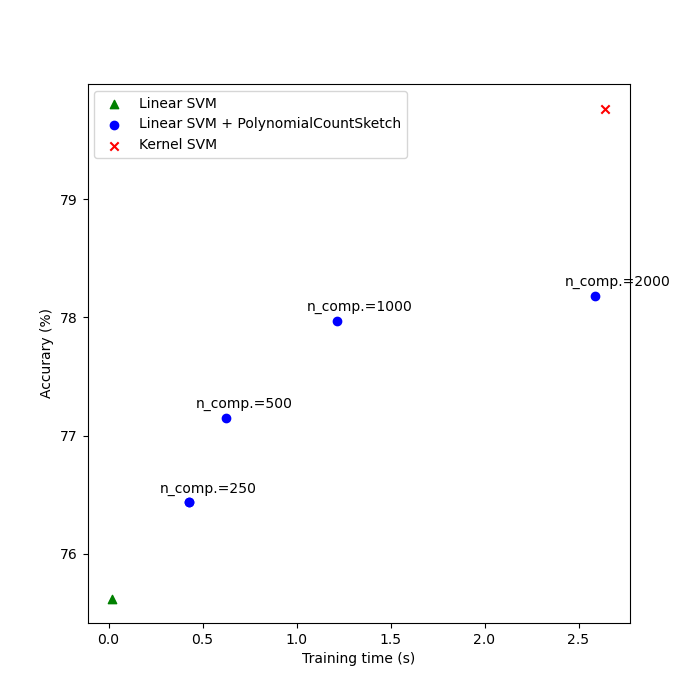 Linear SVM
Linear SVM + PolynomialCountSketch
Kernel SVM
79
n_comp.=2000
78
n_comp.=1000
n_comp.=500
77
n_comp.=250
76
Accurary (%)
0.0 0.5 1.0 1.5 2.0 2.5
Training time (s)